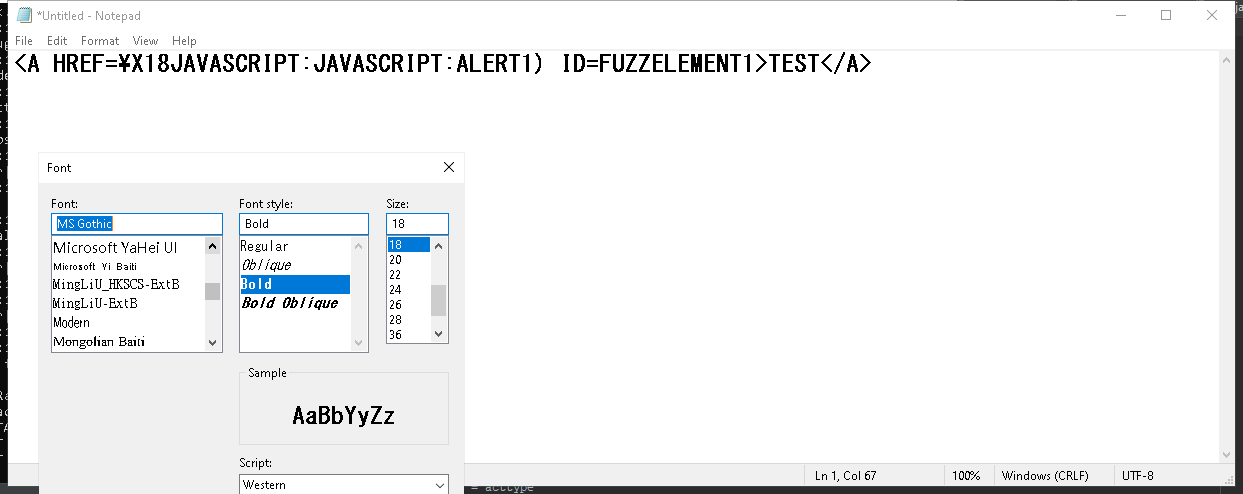 *Untitled - Notepad
File Edit Format View Help
<A HREF=¥X18JAVASCRIPT:JAVASCRIPT:ALERT1) ID=FUZZELEMENT1>TEST</A>
Font
Font: Font style: Size:
MS Gothic Bold 18
Microsoft YaHei UI Regular 18
Microsoft Yi Baiti Oblique 20
MingLiU_HKSCS-ExtB Bold 22
MingLiU-ExtB Bold Oblique 24
Modern 26
Mongolian Baiti 28
36
Sample
AaBbYyZz
Script:
Western
Ln 1, Col 67 100% Windows (CRLF) UTF-8
= acctype